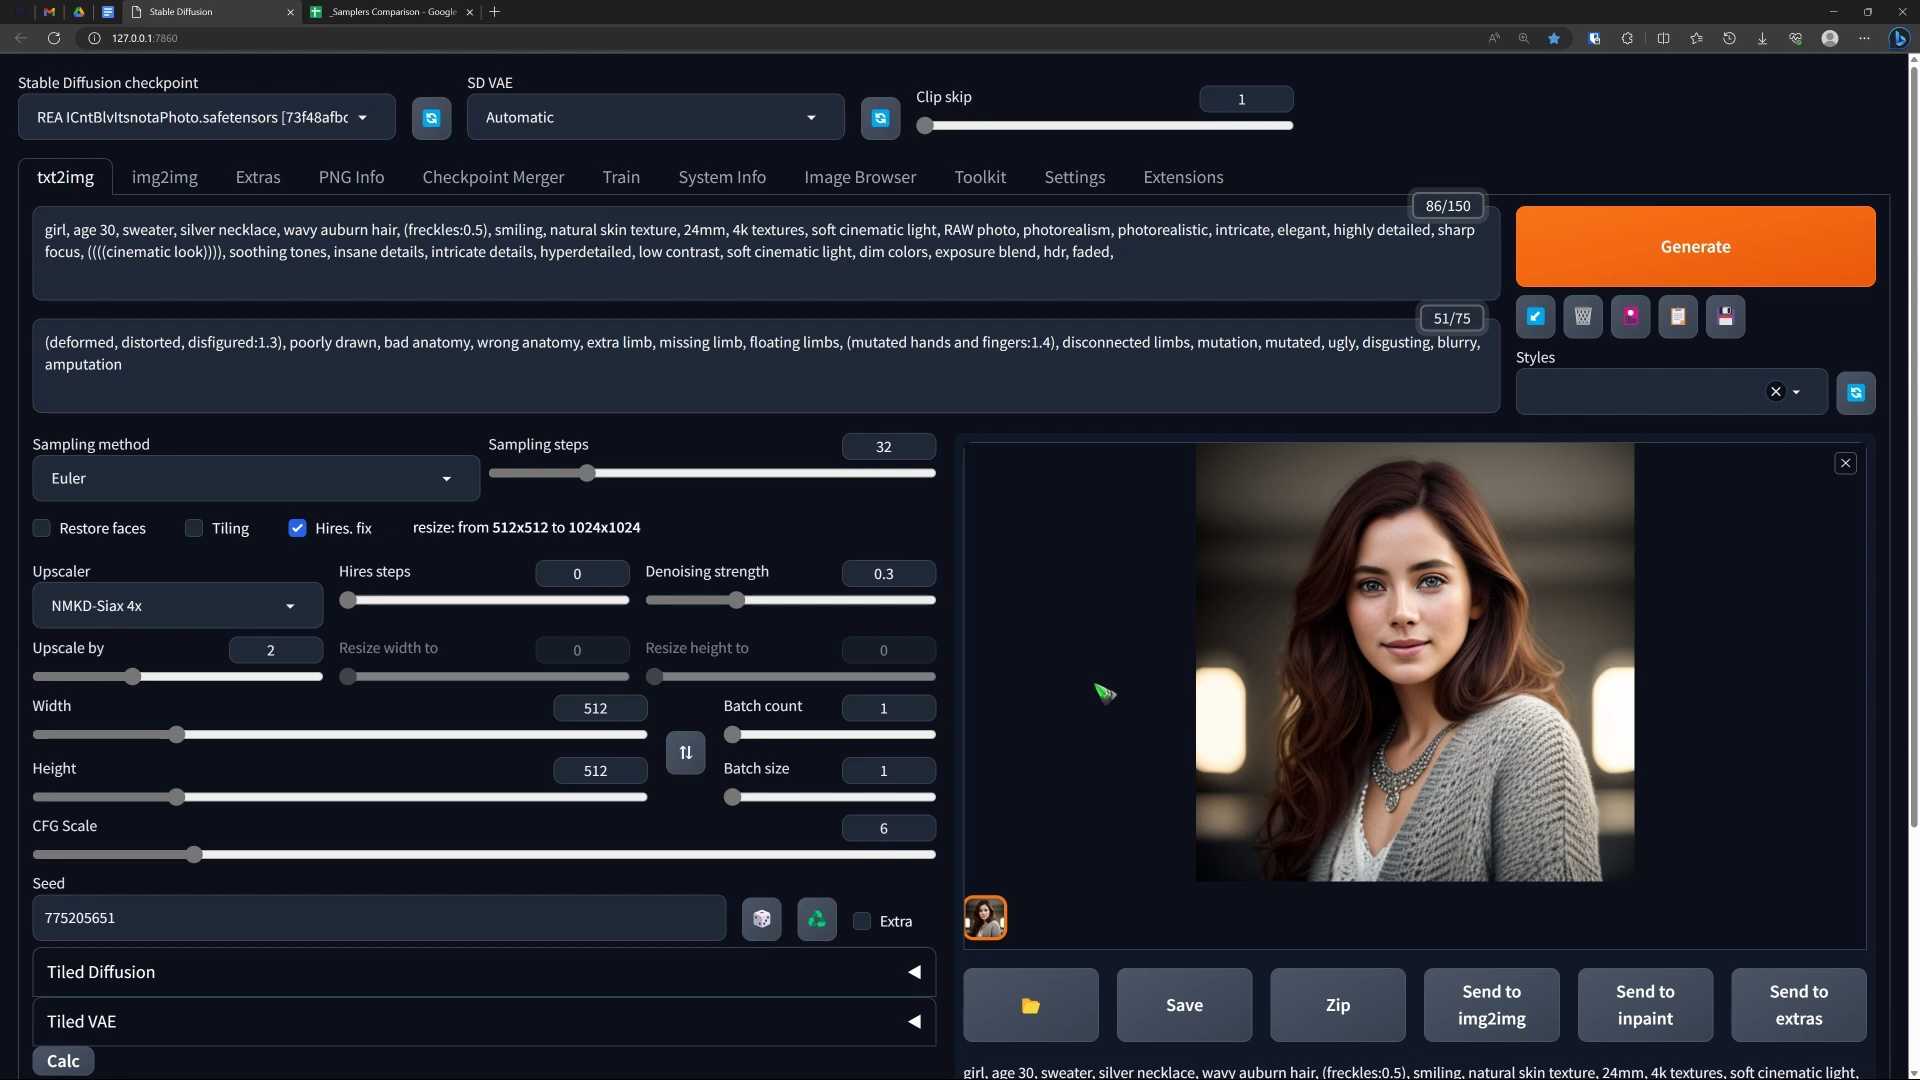 Stable Diffusion
_Samplers Comparison - Google
127.0.0.1:7860
Stable Diffusion checkpoint
SD VAE
Clip skip
1
REA ICntBlvItsnotaPhoto.safetensors [73f48afbc
Automatic
txt2img
img2img
Extras
PNG Info
Checkpoint Merger
Train
System Info
Image Browser
Toolkit
Settings
Extensions
86/150
girl, age 30, sweater, silver necklace, wavy auburn hair, (freckles:0.5), smiling, natural skin texture, 24mm, 4k textures, soft cinematic light, RAW photo, photorealism, photorealistic, intricate, elegant, highly detailed, sharp
focus, ((((cinematic look)))), soothing tones, insane details, intricate details, hyperdetailed, low contrast, soft cinematic light, dim colors, exposure blend, hdr, faded,
Generate
51/75
(deformed, distorted, disfigured:1.3), poorly drawn, bad anatomy, wrong anatomy, extra limb, missing limb, floating limbs, (mutated hands and fingers:1.4), disconnected limbs, mutation, mutated, ugly, disgusting, blurry,
amputation
Styles
Sampling method
Euler
Sampling steps
32
Restore faces
Tiling
Hires. fix
resize: from 512x512 to 1024x1024
Upscaler
NMKD-Siax 4x
Hires steps
0
Denoising strength
0.3
Upscale by
2
Resize width to
0
Resize height to
0
Width
512
Batch count
1
Height
512
Batch size
1
CFG Scale
6
Seed
775205651
Extra
Tiled Diffusion
Tiled VAE
Calc
Save
Zip
Send to
img2img
Send to
inpaint
Send to
extras
girl, age 30, sweater, silver necklace, wavy auburn hair, (freckles:0.5), smiling, natural skin texture, 24mm, 4k textures, soft cinematic light,